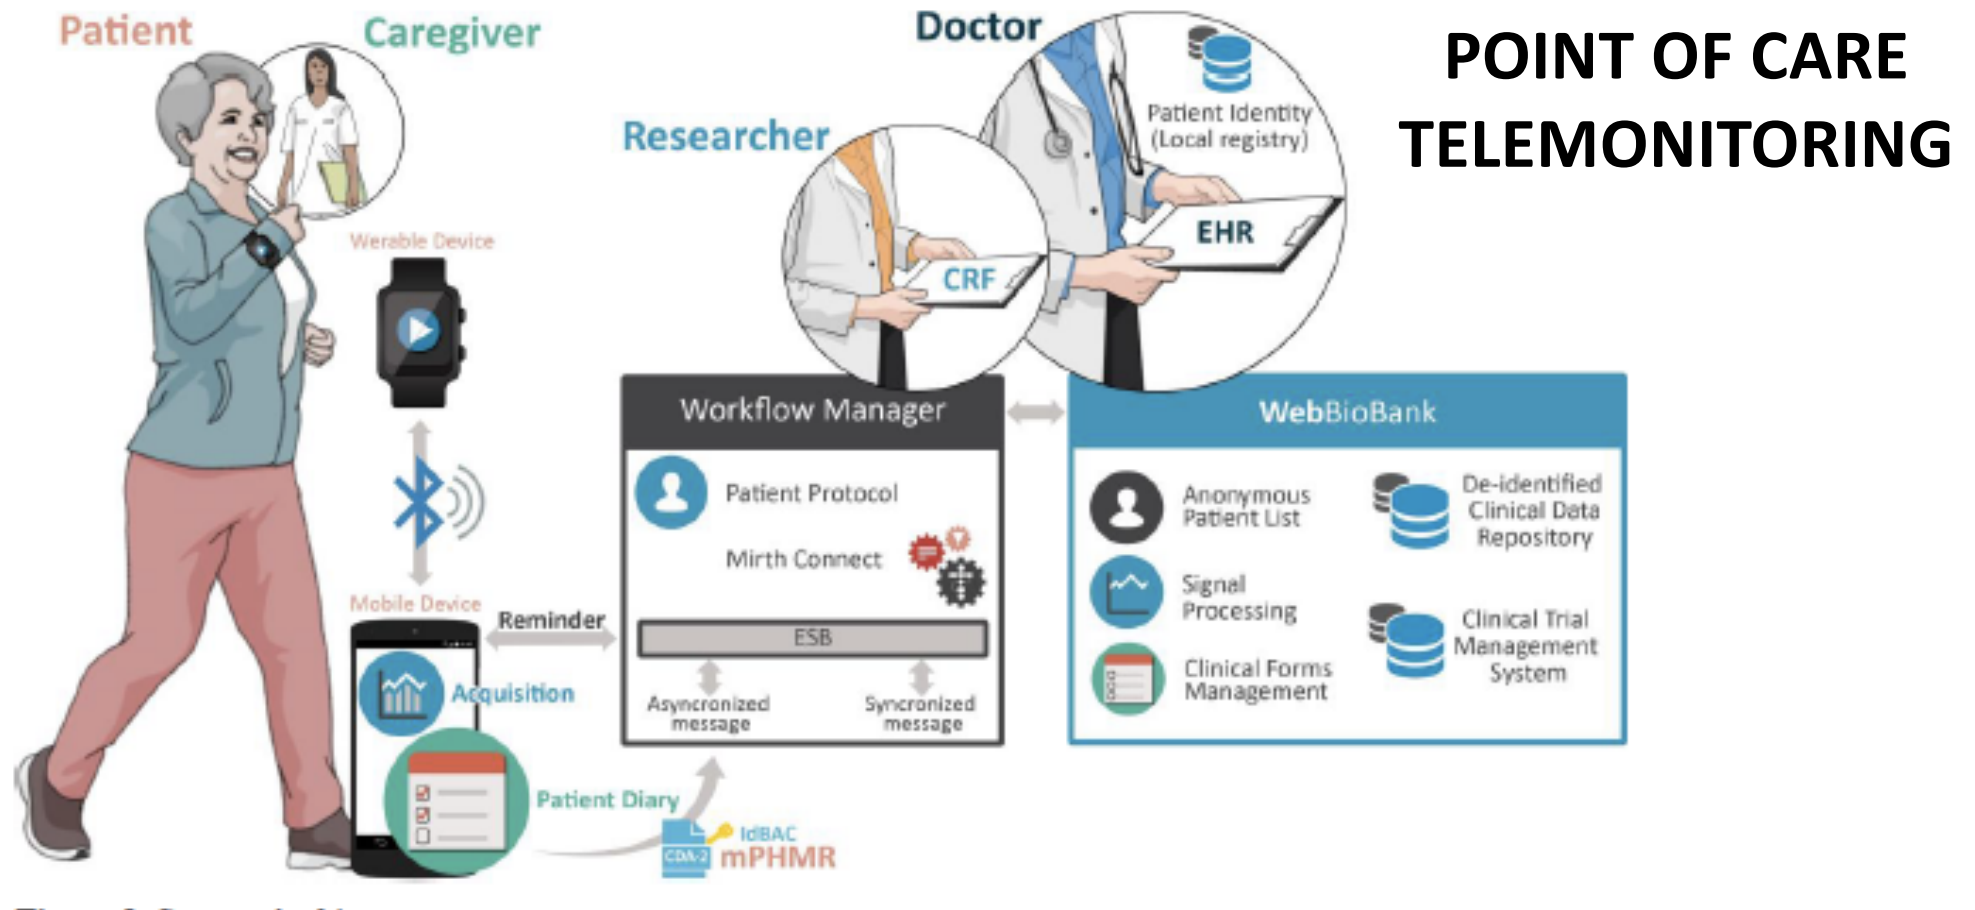 Patient
Caregiver
Doctor
POINT OF CARE
TELEMONITORING
Patient Identity
(Local registry)
Researcher
EHR
CRF
Werable Device
Workflow Manager
WebBioBank
Patient Protocol
Mirth Connect
ESB
Asyncronized
message
Syncronized
message
Anonymous
Patient List
Signal
Processing
Clinical Forms
Management
De-identified
Clinical Data
Repository
Clinical Trial
Management
System
Mobile Device
Reminder
Acquisition
Patient Diary
IdBAC
CDA-2
mPHMR